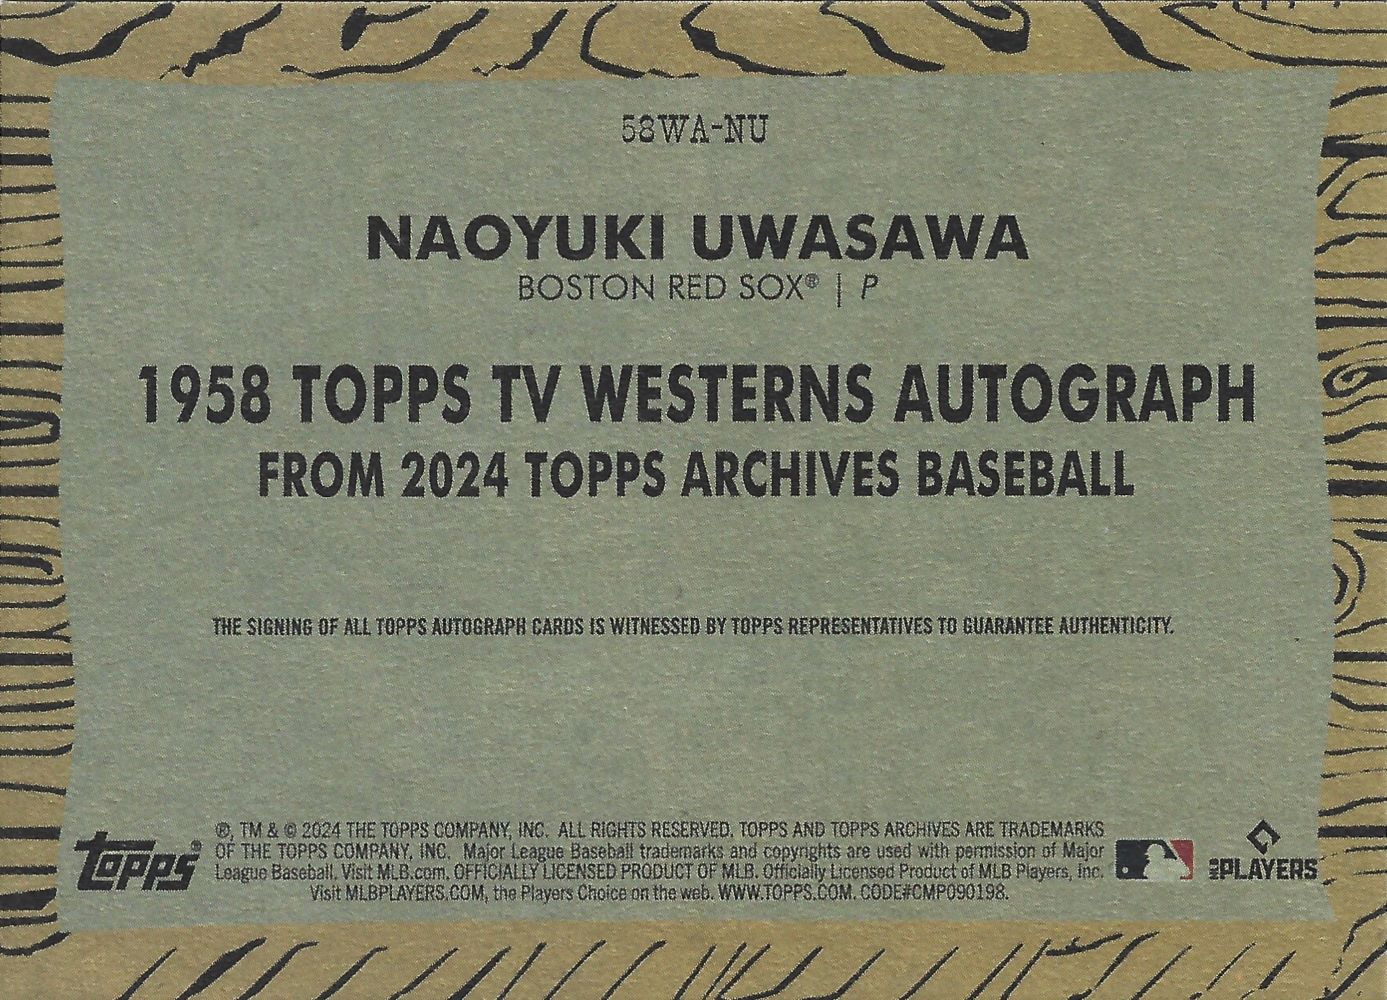 58WA-NU
NAOYUKI UWASAWA
BOSTON RED SOX® | P
1958 TOPPS TV WESTERNS AUTOGRAPH
FROM 2024 TOPPS ARCHIVES BASEBALL
THE SIGNING OF ALL TOPPS AUTOGRAPH CARDS IS WITNESSED BY TOPPS REPRESENTATIVES TO GUARANTEE AUTHENTICITY.
topps®
®, TM & © 2024 THE TOPPS COMPANY, INC. ALL RIGHTS RESERVED. TOPPS AND TOPPS ARCHIVES ARE TRADEMARKS
OF THE TOPPS COMPANY, INC. Major League Baseball trademarks and copyrights are used with permission of Major
League Baseball. Visit MLB.com. OFFICIALLY LICENSED PRODUCT OF MLB. Officially Licensed Product of MLB Players, Inc.
Visit MLBPLAYERS.COM, the Players Choice on the web. WWW.TOPPS.COM. CODE#CMP090198.
MLB PLAYERS